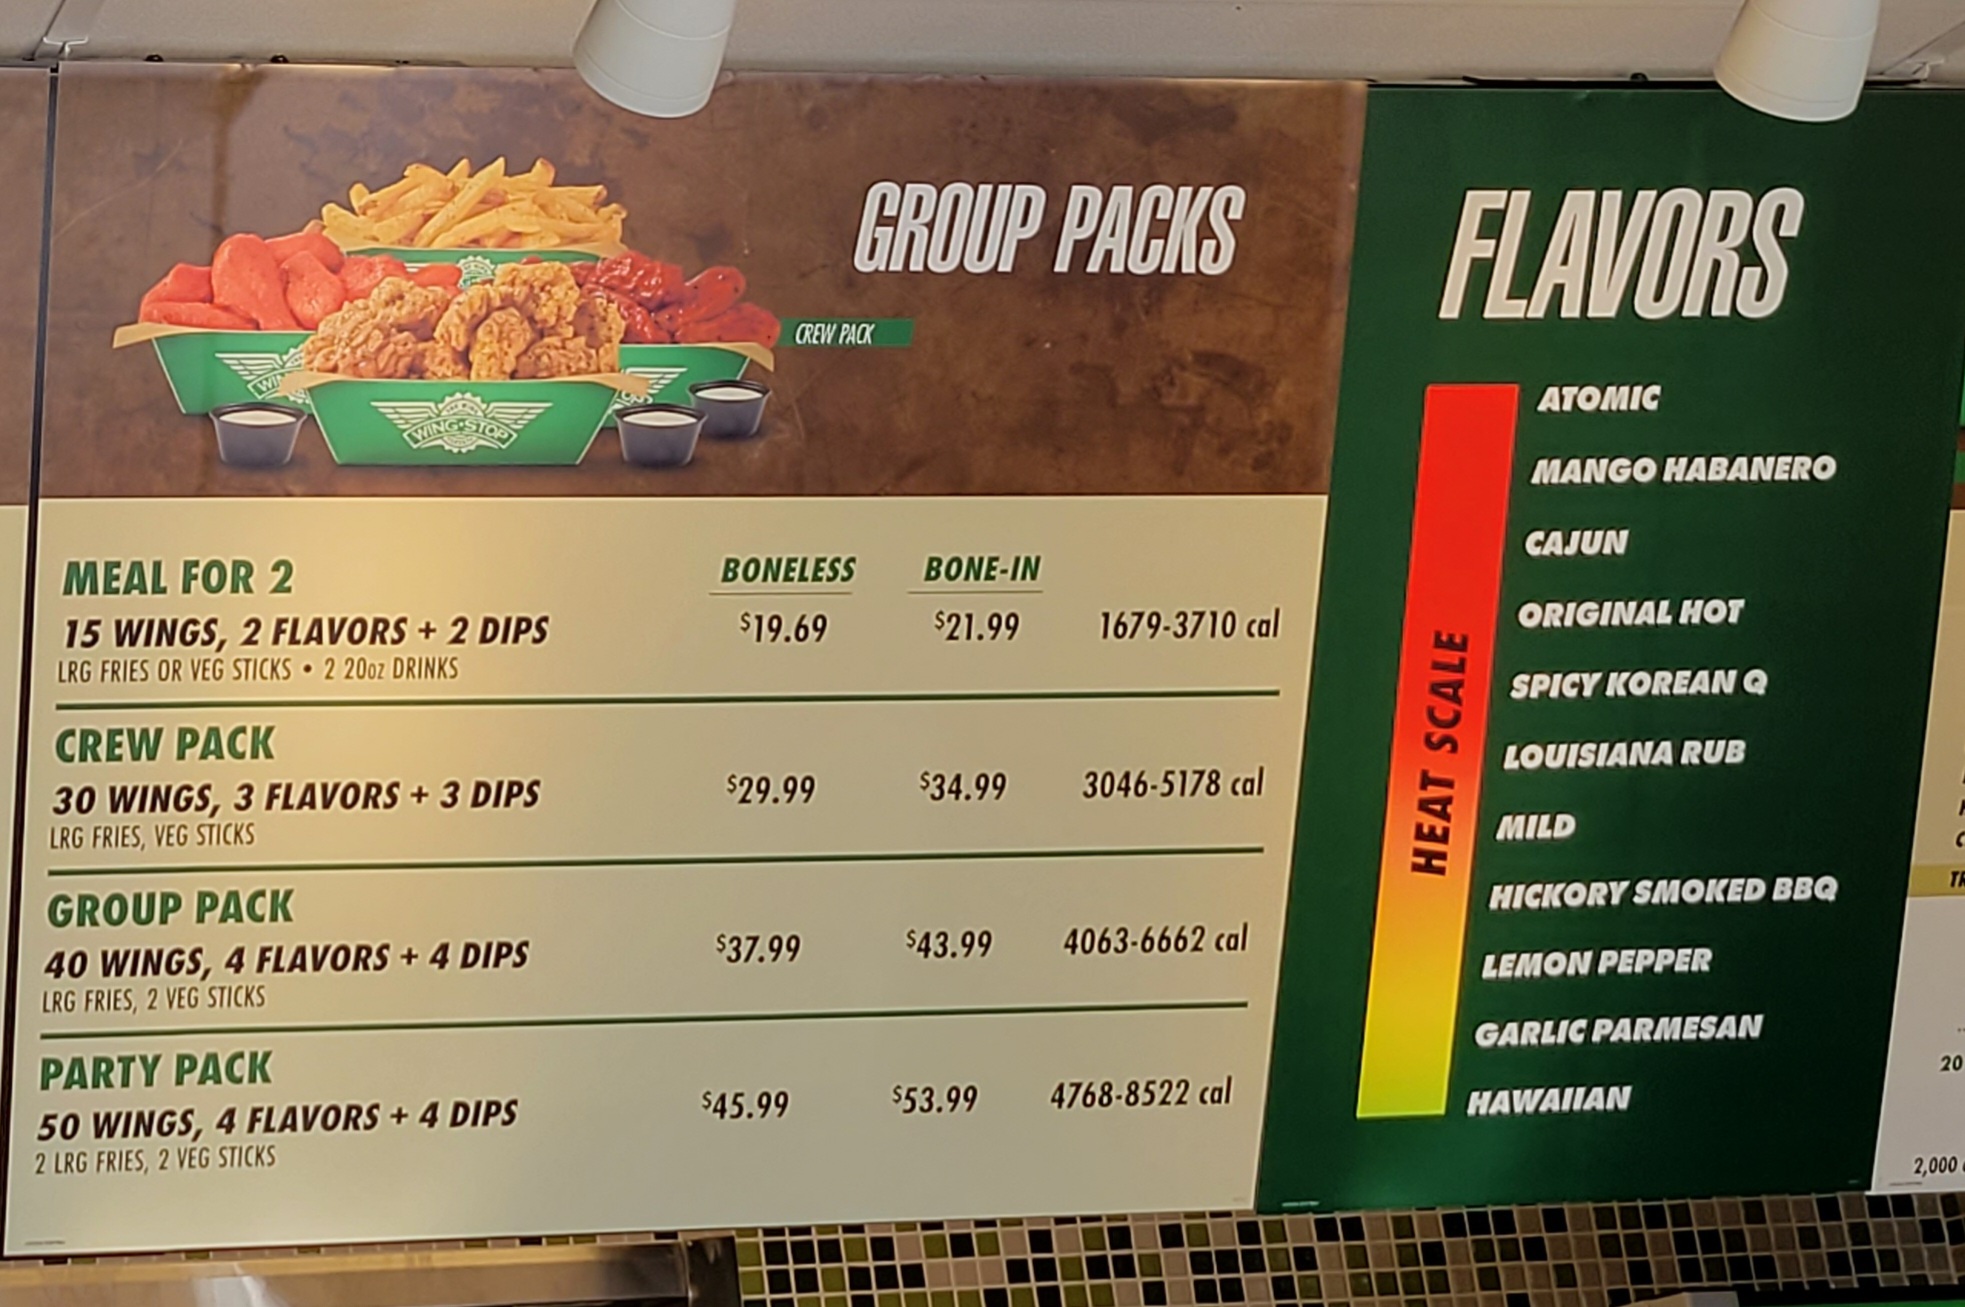 GROUP PACKS
CREW PACK
WING·STOP
BONELESS BONE-IN
MEAL FOR 2
15 WINGS, 2 FLAVORS + 2 DIPS $19.69 $21.99 1679-3710 cal
LRG FRIES OR VEG STICKS • 2 20oz DRINKS
CREW PACK
30 WINGS, 3 FLAVORS + 3 DIPS $29.99 $34.99 3046-5178 cal
LRG FRIES, VEG STICKS
GROUP PACK
40 WINGS, 4 FLAVORS + 4 DIPS $37.99 $43.99 4063-6662 cal
LRG FRIES, 2 VEG STICKS
PARTY PACK
50 WINGS, 4 FLAVORS + 4 DIPS $45.99 $53.99 4768-8522 cal
2 LRG FRIES, 2 VEG STICKS
FLAVORS
HEAT SCALE
ATOMIC
MANGO HABANERO
CAJUN
ORIGINAL HOT
SPICY KOREAN Q
LOUISIANA RUB
MILD
HICKORY SMOKED BBQ
LEMON PEPPER
GARLIC PARMESAN
HAWAIIAN
20
2,000